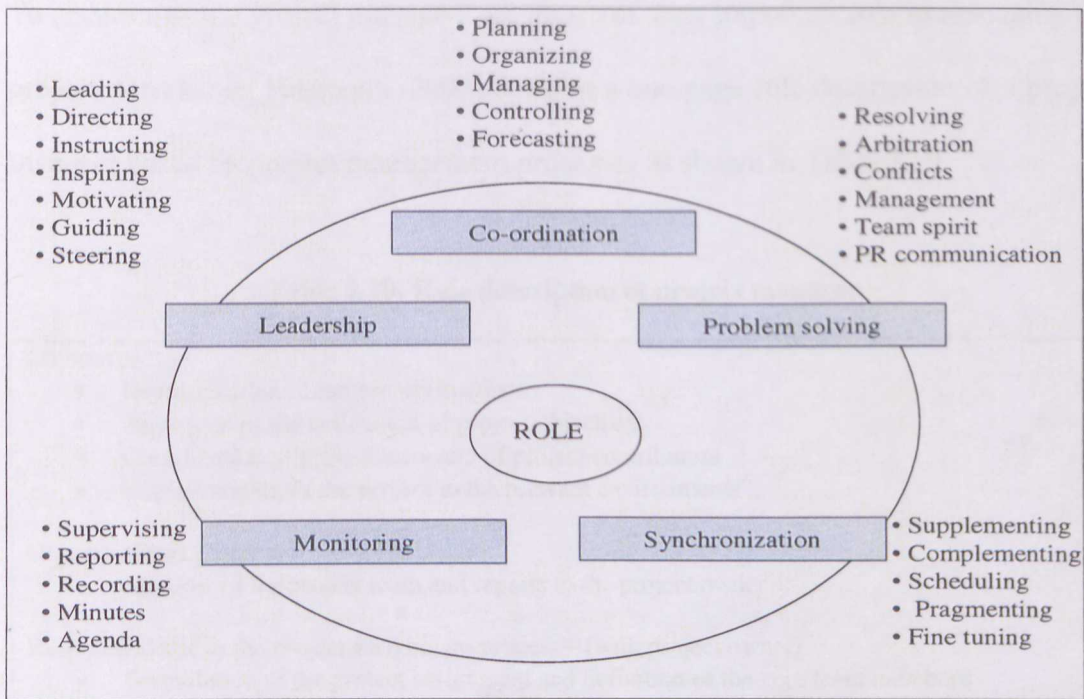 • Planning
• Organizing
• Managing
• Controlling
• Forecasting
• Leading
• Directing
• Instructing
• Inspiring
• Motivating
• Guiding
• Steering
• Resolving
• Arbitration
• Conflicts
• Management
• Team spirit
• PR communication
Co-ordination
Leadership
Problem solving
ROLE
Monitoring
Synchronization
• Supervising
• Reporting
• Recording
• Minutes
• Agenda
• Supplementing
• Complementing
• Scheduling
• Pragmenting
• Fine tuning